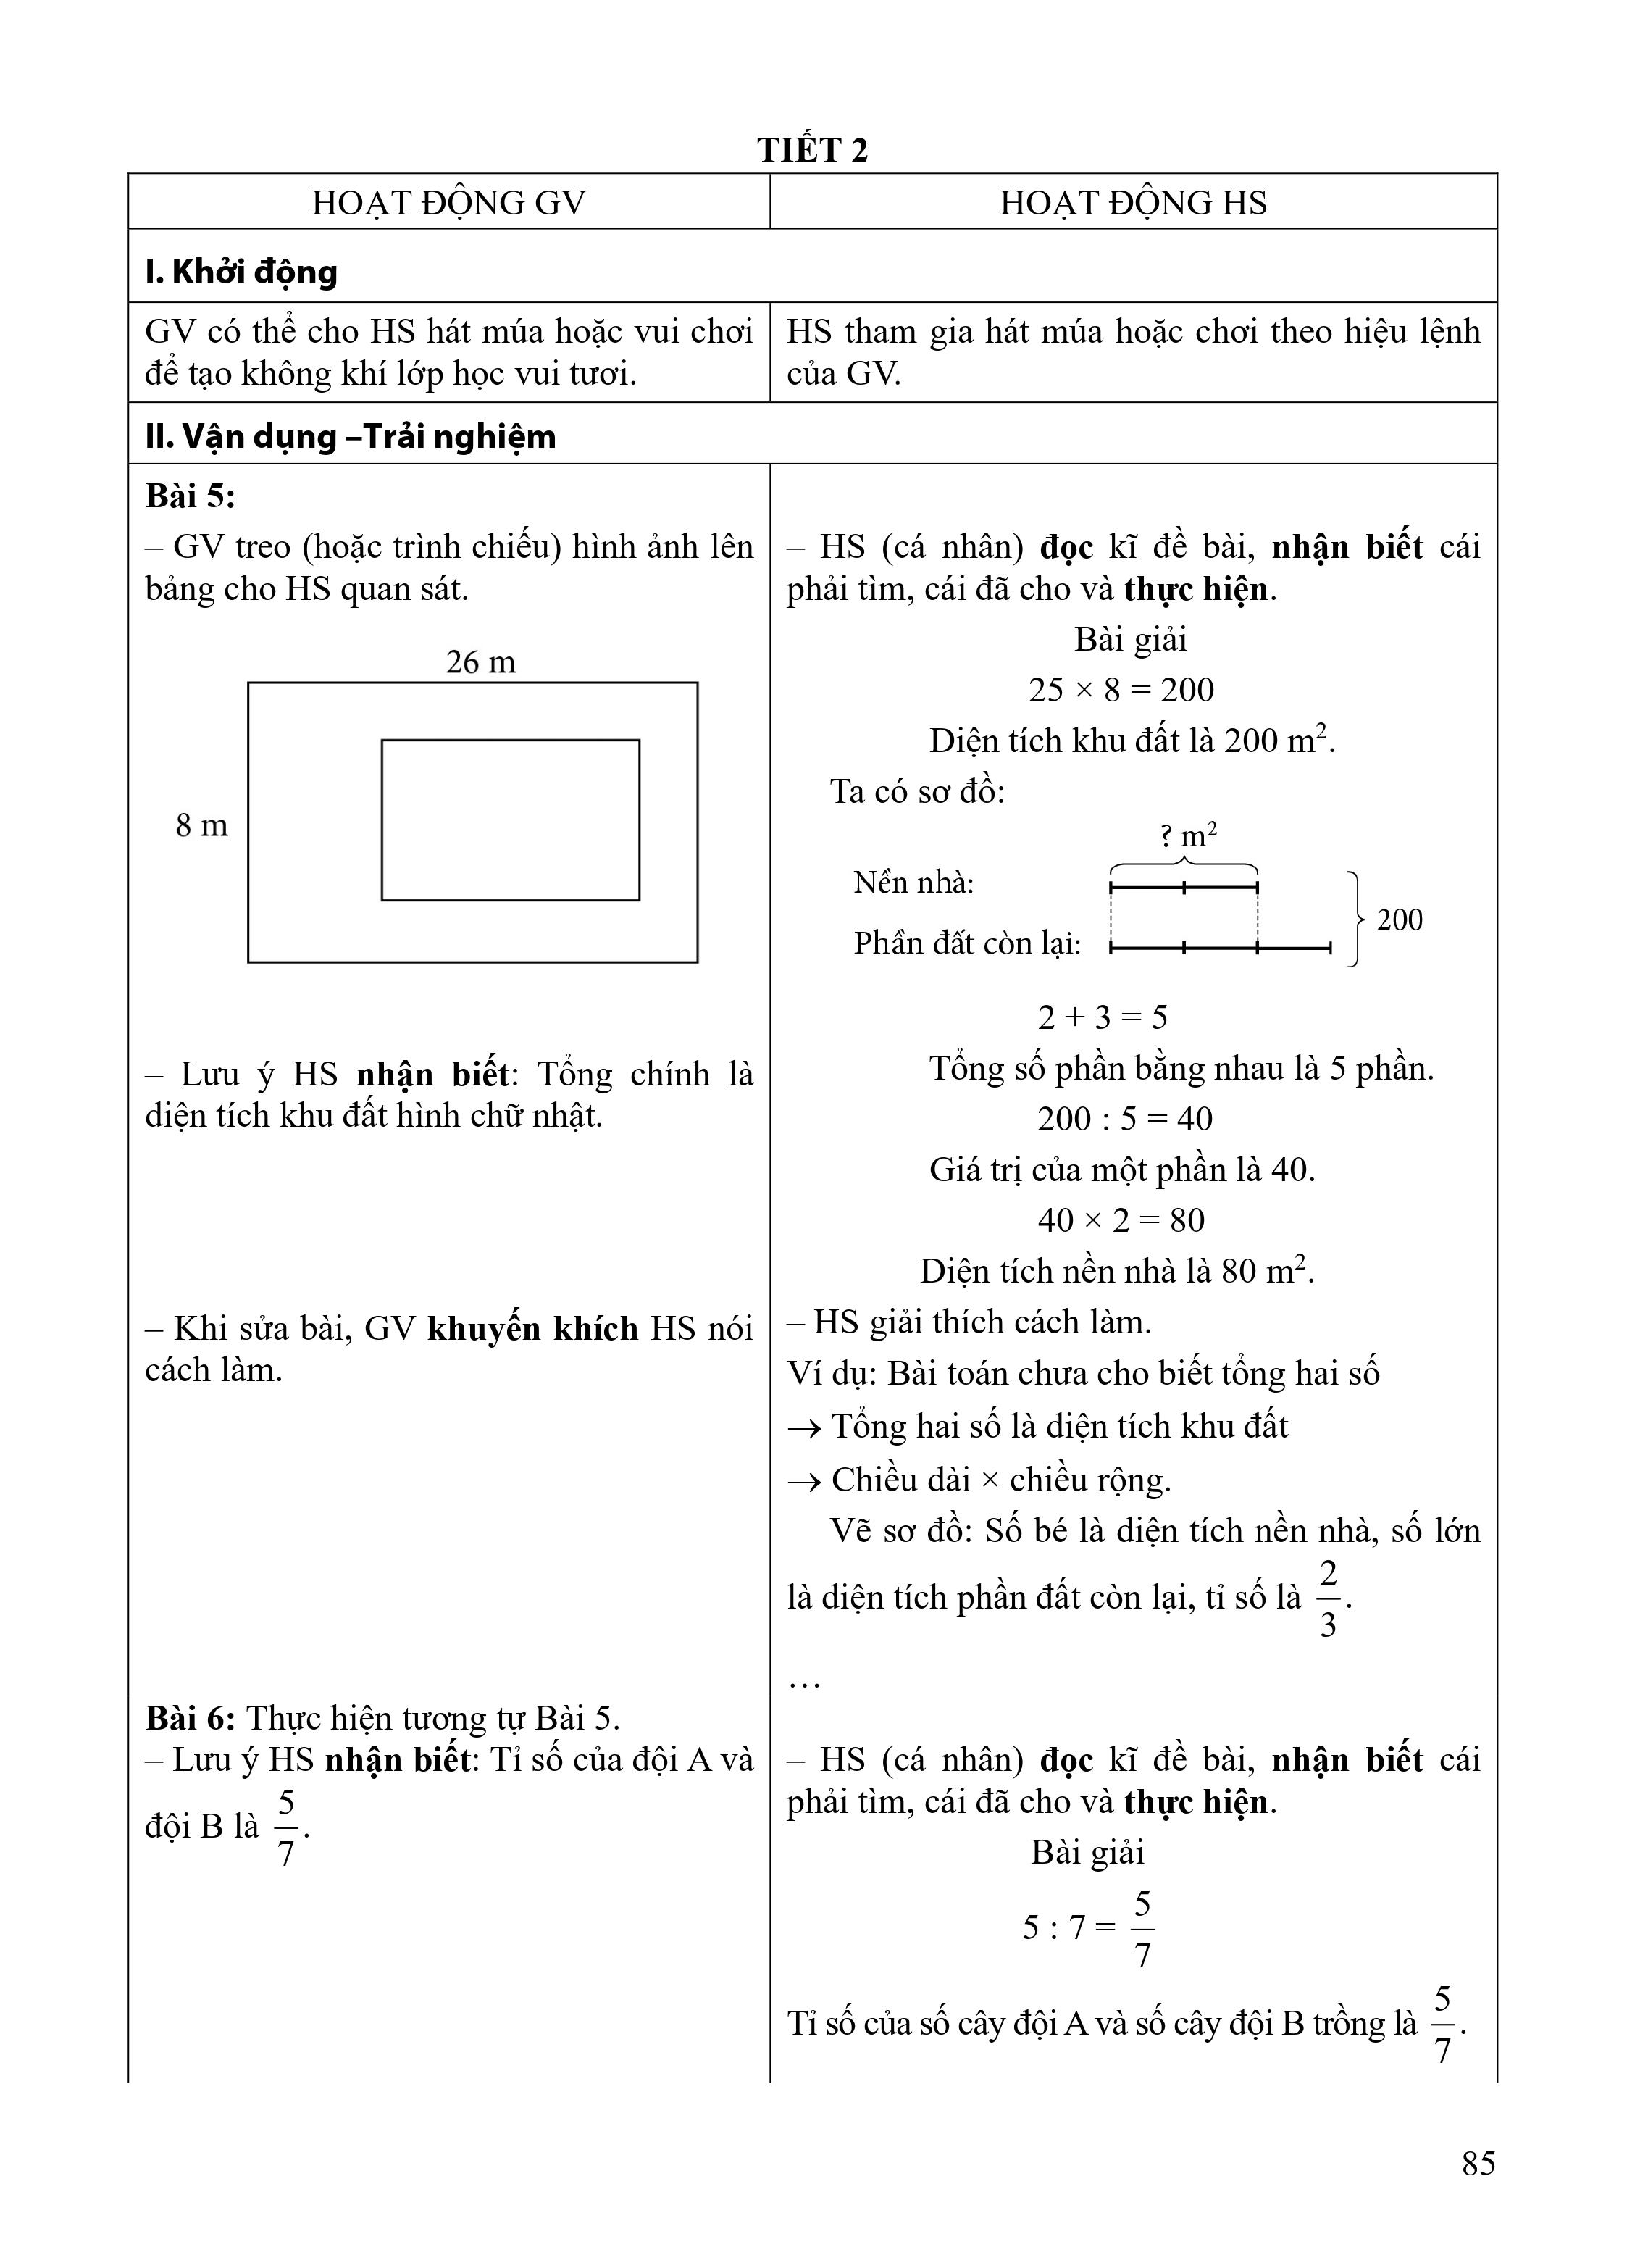 TIẾT 2
HOẠT ĐỘNG GV
HOẠT ĐỘNG HS
I. Khởi động
GV có thể cho HS hát múa hoặc vui chơi
để tạo không khí lớp học vui tươi.
HS tham gia hát múa hoặc chơi theo hiệu lệnh
của GV.
II. Vận dụng –Trải nghiệm
Bài 5:
– GV treo (hoặc trình chiếu) hình ảnh lên
bảng cho HS quan sát.
26 m
8 m
– Lưu ý HS nhận biết: Tổng chính là
diện tích khu đất hình chữ nhật.
– Khi sửa bài, GV khuyến khích HS nói
cách làm.
– HS (cá nhân) đọc kĩ đề bài, nhận biết cái
phải tìm, cái đã cho và thực hiện.
Bài giải
25 × 8 = 200
Diện tích khu đất là 200 m².
Ta có sơ đồ:
? m²
Nền nhà:
Phần đất còn lại:
200
2 + 3 = 5
Tổng số phần bằng nhau là 5 phần.
200 : 5 = 40
Giá trị của một phần là 40.
40 × 2 = 80
Diện tích nền nhà là 80 m².
– HS giải thích cách làm.
Ví dụ: Bài toán chưa cho biết tổng hai số
→ Tổng hai số là diện tích khu đất
→ Chiều dài × chiều rộng.
Vẽ sơ đồ: Số bé là diện tích nền nhà, số lớn
là diện tích phần đất còn lại, tỉ số là 2/3.
…
Bài 6: Thực hiện tương tự Bài 5.
– Lưu ý HS nhận biết: Tỉ số của đội A và
đội B là 5/7.
– HS (cá nhân) đọc kĩ đề bài, nhận biết cái
phải tìm, cái đã cho và thực hiện.
Bài giải
5 : 7 = 5/7
Tỉ số của số cây đội A và số cây đội B trồng là 5/7.
85